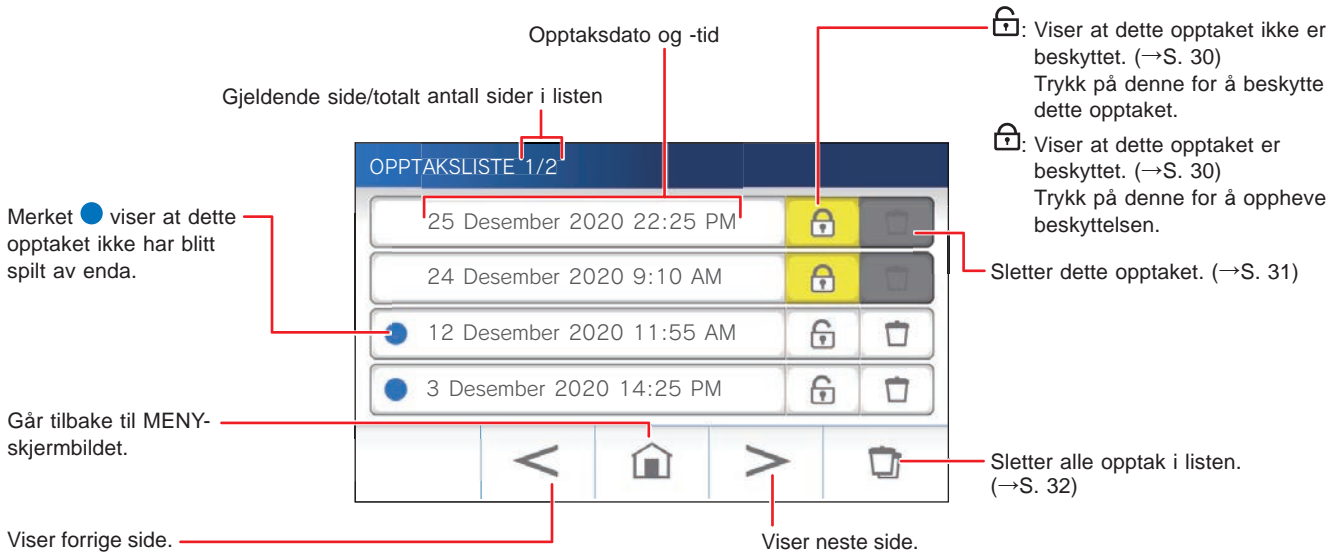 Opptaksdato og -tid
Gjeldende side/totalt antall sider i listen
: Viser at dette opptaket ikke er
beskyttet. (→S. 30)
Trykk på denne for å beskytte
dette opptaket.
: Viser at dette opptaket er
beskyttet. (→S. 30)
Trykk på denne for å oppheve
beskyttelsen.
OPPTAKSLISTE 1/2
25 Desember 2020 22:25 PM
24 Desember 2020 9:10 AM
12 Desember 2020 11:55 AM
3 Desember 2020 14:25 PM
Merket ● viser at dette
opptaket ikke har blitt
spilt av enda.
Sletter dette opptaket. (→S. 31)
Går tilbake til MENY-
skjermbildet.
Sletter alle opptak i listen.
(→S. 32)
Viser forrige side.
Viser neste side.